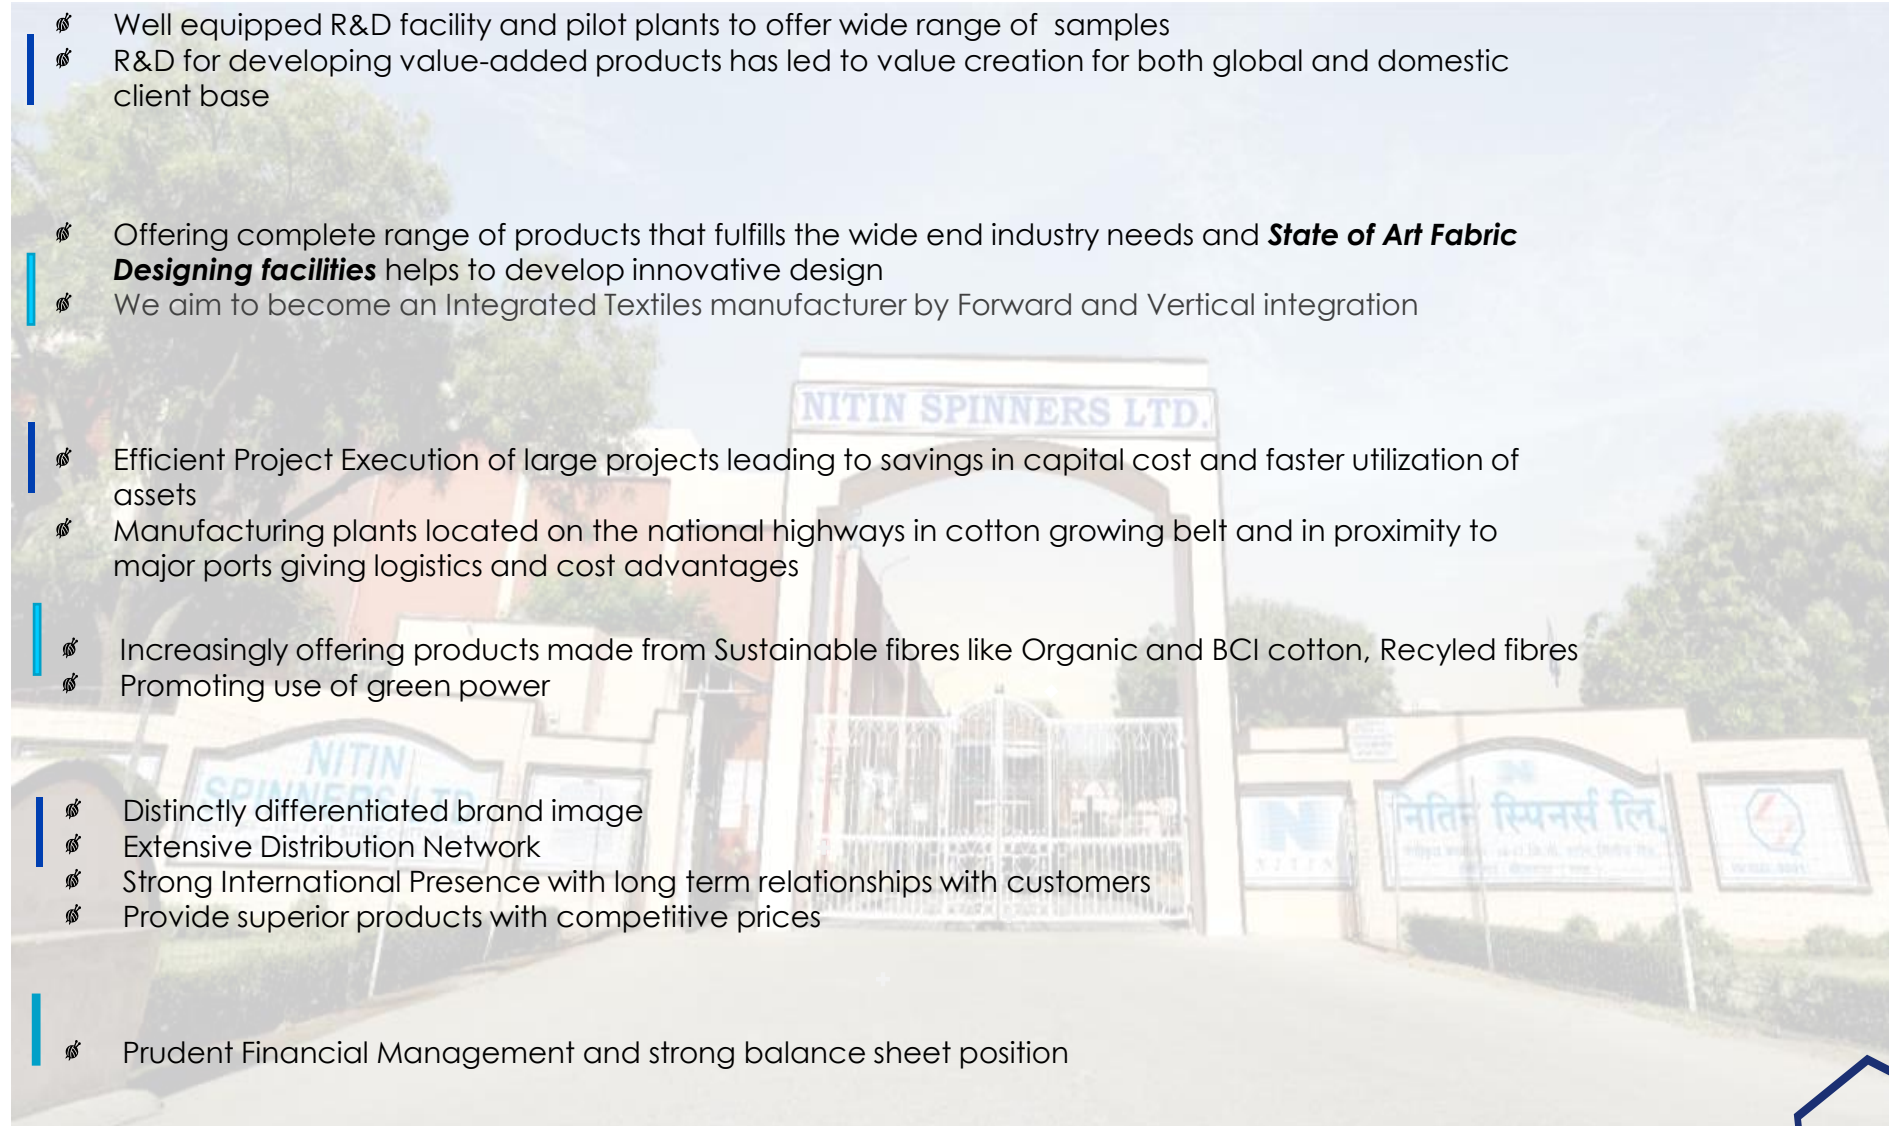 Well equipped R&D facility and pilot plants to offer wide range of samples
R&D for developing value-added products has led to value creation for both global and domestic
client base
Offering complete range of products that fulfills the wide end industry needs and State of Art Fabric
Designing facilities helps to develop innovative design
We aim to become an Integrated Textiles manufacturer by Forward and Vertical integration
NITIN SPINNERS LTD.
Efficient Project Execution of large projects leading to savings in capital cost and faster utilization of
assets
Manufacturing plants located on the national highways in cotton growing belt and in proximity to
major ports giving logistics and cost advantages
Increasingly offering products made from Sustainable fibres like Organic and BCI cotton, Recyled fibres
Promoting use of green power
NITIN
SPINNERS LTD
नितिन स्पिनर्स लि.
N
NITIN
Distinctly differentiated brand image
Extensive Distribution Network
Strong International Presence with long term relationships with customers
Provide superior products with competitive prices
Prudent Financial Management and strong balance sheet position